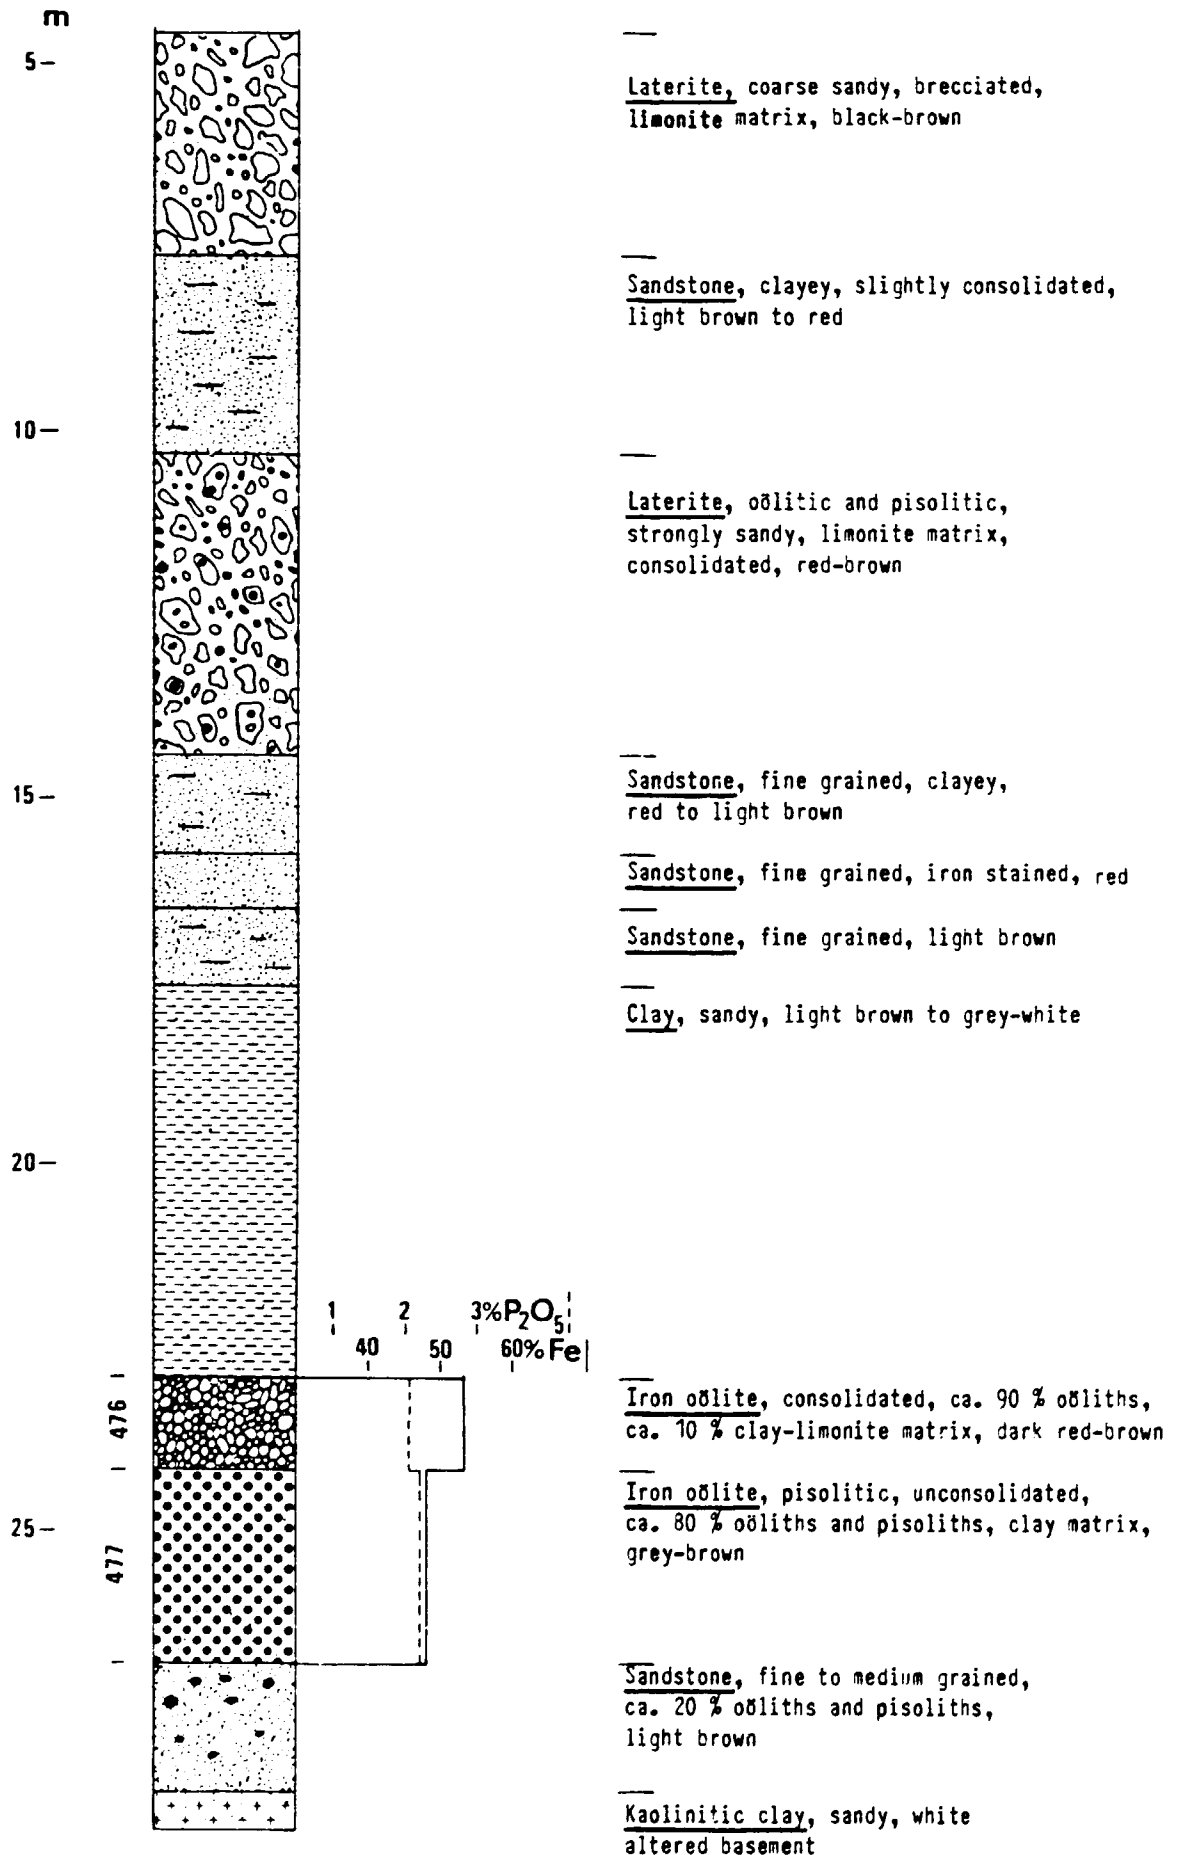 m
5—
Laterite, coarse sandy, brecciated,
limonite matrix, black-brown
Sandstone, clayey, slightly consolidated,
light brown to red
10—
Laterite, oölitic and pisolitic,
strongly sandy, limonite matrix,
consolidated, red-brown
15—
Sandstone, fine grained, clayey,
red to light brown
Sandstone, fine grained, iron stained, red
Sandstone, fine grained, light brown
Clay, sandy, light brown to grey-white
20—
1 2 3% P₂O₅
40 50 60% Fe
476
Iron oölite, consolidated, ca. 90 % oöliths,
ca. 10 % clay-limonite matrix, dark red-brown
25—
477
Iron oölite, pisolitic, unconsolidated,
ca. 80 % oöliths and pisoliths, clay matrix,
grey-brown
Sandstone, fine to medium grained,
ca. 20 % oöliths and pisoliths,
light brown
Kaolinitic clay, sandy, white
altered basement